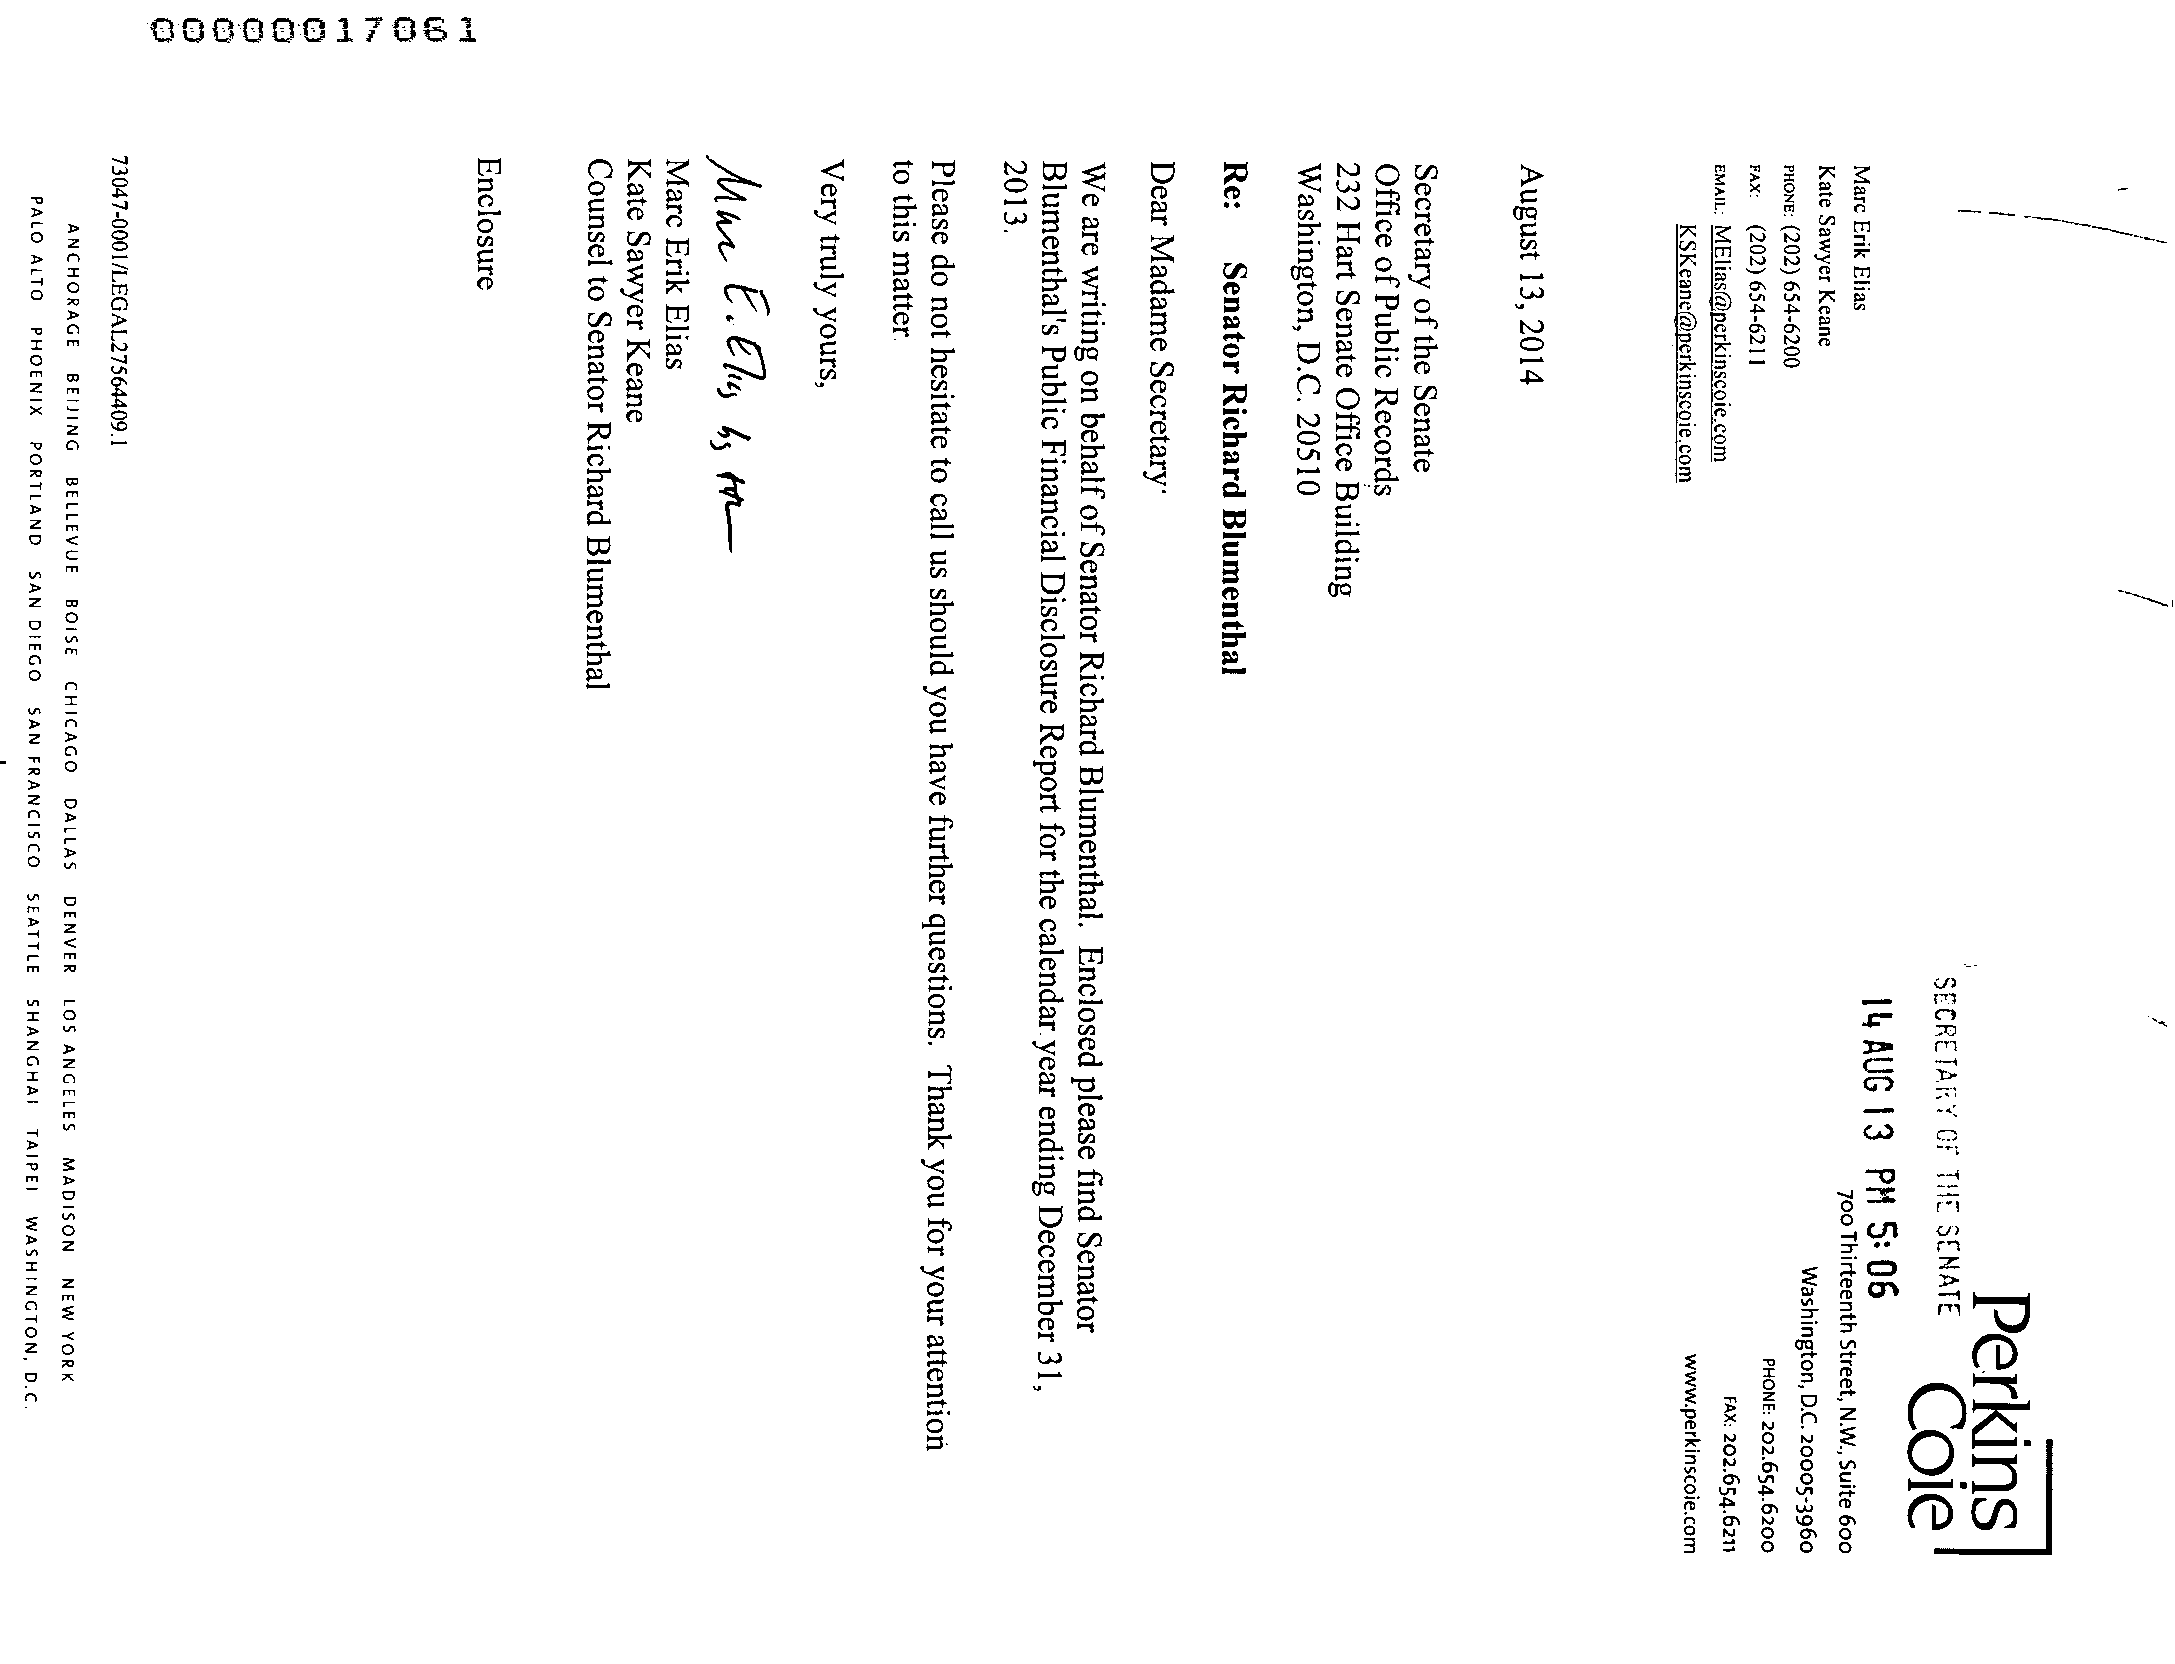 Perkins
Coie
SECRETARY OF THE SENATE
14 AUG 13 PM 5:06
700 Thirteenth Street, N.W., Suite 600
Washington, D.C. 20005-3960
PHONE: 202.654.6200
FAX: 202.654.6211
www.perkinscoie.com
Marc Erik Elias
Kate Sawyer Keane
PHONE: (202) 654-6200
FAX: (202) 654-6211
EMAIL: MElias@perkinscoie.com
KSKeane@perkinscoie.com
August 13, 2014
Secretary of the Senate
Office of Public Records
232 Hart Senate Office Building
Washington, D.C. 20510
Re: Senator Richard Blumenthal
Dear Madame Secretary:
We are writing on behalf of Senator Richard Blumenthal. Enclosed please find Senator
Blumenthal's Public Financial Disclosure Report for the calendar year ending December 31,
2013.
Please do not hesitate to call us should you have further questions. Thank you for your attention
to this matter.
Very truly yours,
Marc Erik Elias
Kate Sawyer Keane
Counsel to Senator Richard Blumenthal
Enclosure
73047-0001/LEGAL27564409.1
ANCHORAGE BEIJING BELLEVUE BOISE CHICAGO DALLAS DENVER LOS ANGELES MADISON NEW YORK
PALO ALTO PHOENIX PORTLAND SAN DIEGO SAN FRANCISCO SEATTLE SHANGHAI TAIPEI WASHINGTON, D.C.
00000017061